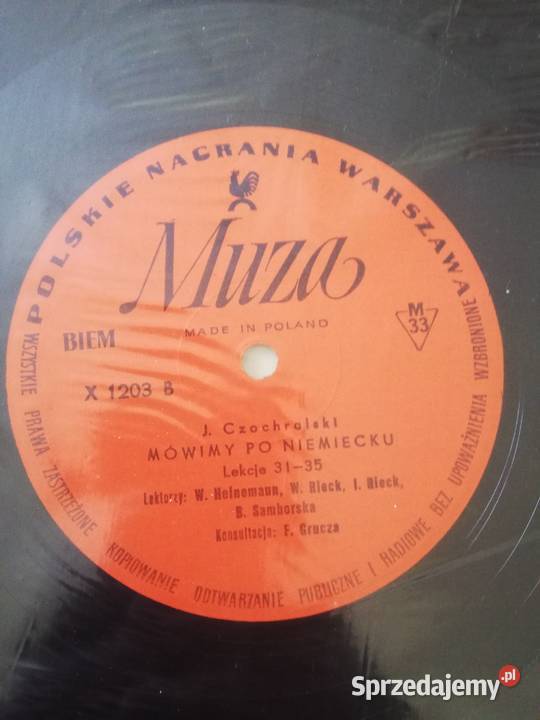 POLSKIE NAGRANIA WARSZAWA
Muza
MADE IN POLAND
BIEM
M
33
X 1203 B
J. Czochralski
MÓWIMY PO NIEMIECKU
Lekcje 31-35
Lektorzy: W. Heinemann, W. Rieck, I. Rieck,
B. Samborska
Konsultacja: F. Grucza
WSZYSTKIE PRAWA ZASTRZEŻONE KOPIOWANIE ODTWARZANIE PUBLICZNE I RADIOWE BEZ UPOWAŻNIENIA WZBRONIONE
Sprzedajemy.pl